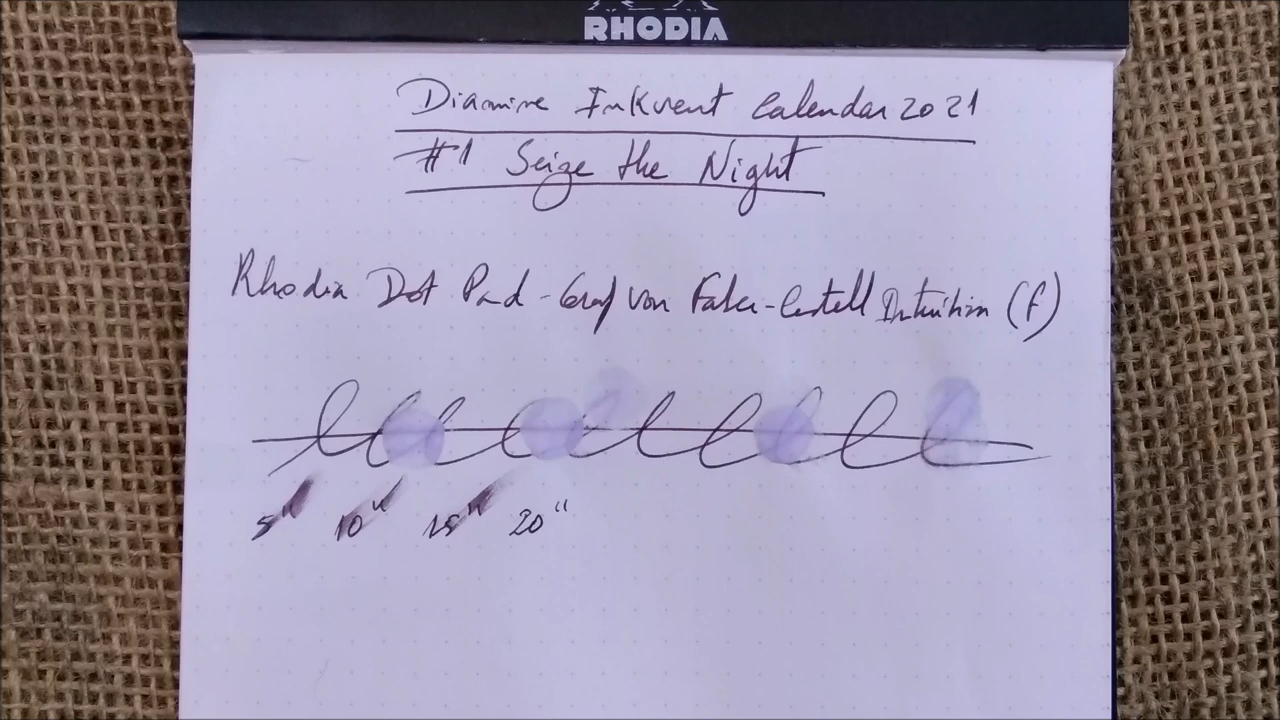 RHODIA
Diamine InKvent Calendar 2021
#1 Seize the Night
Rhodia Dot Pad - Graf von Faber-Castell Intuition (f)
5" 10" 15" 20"